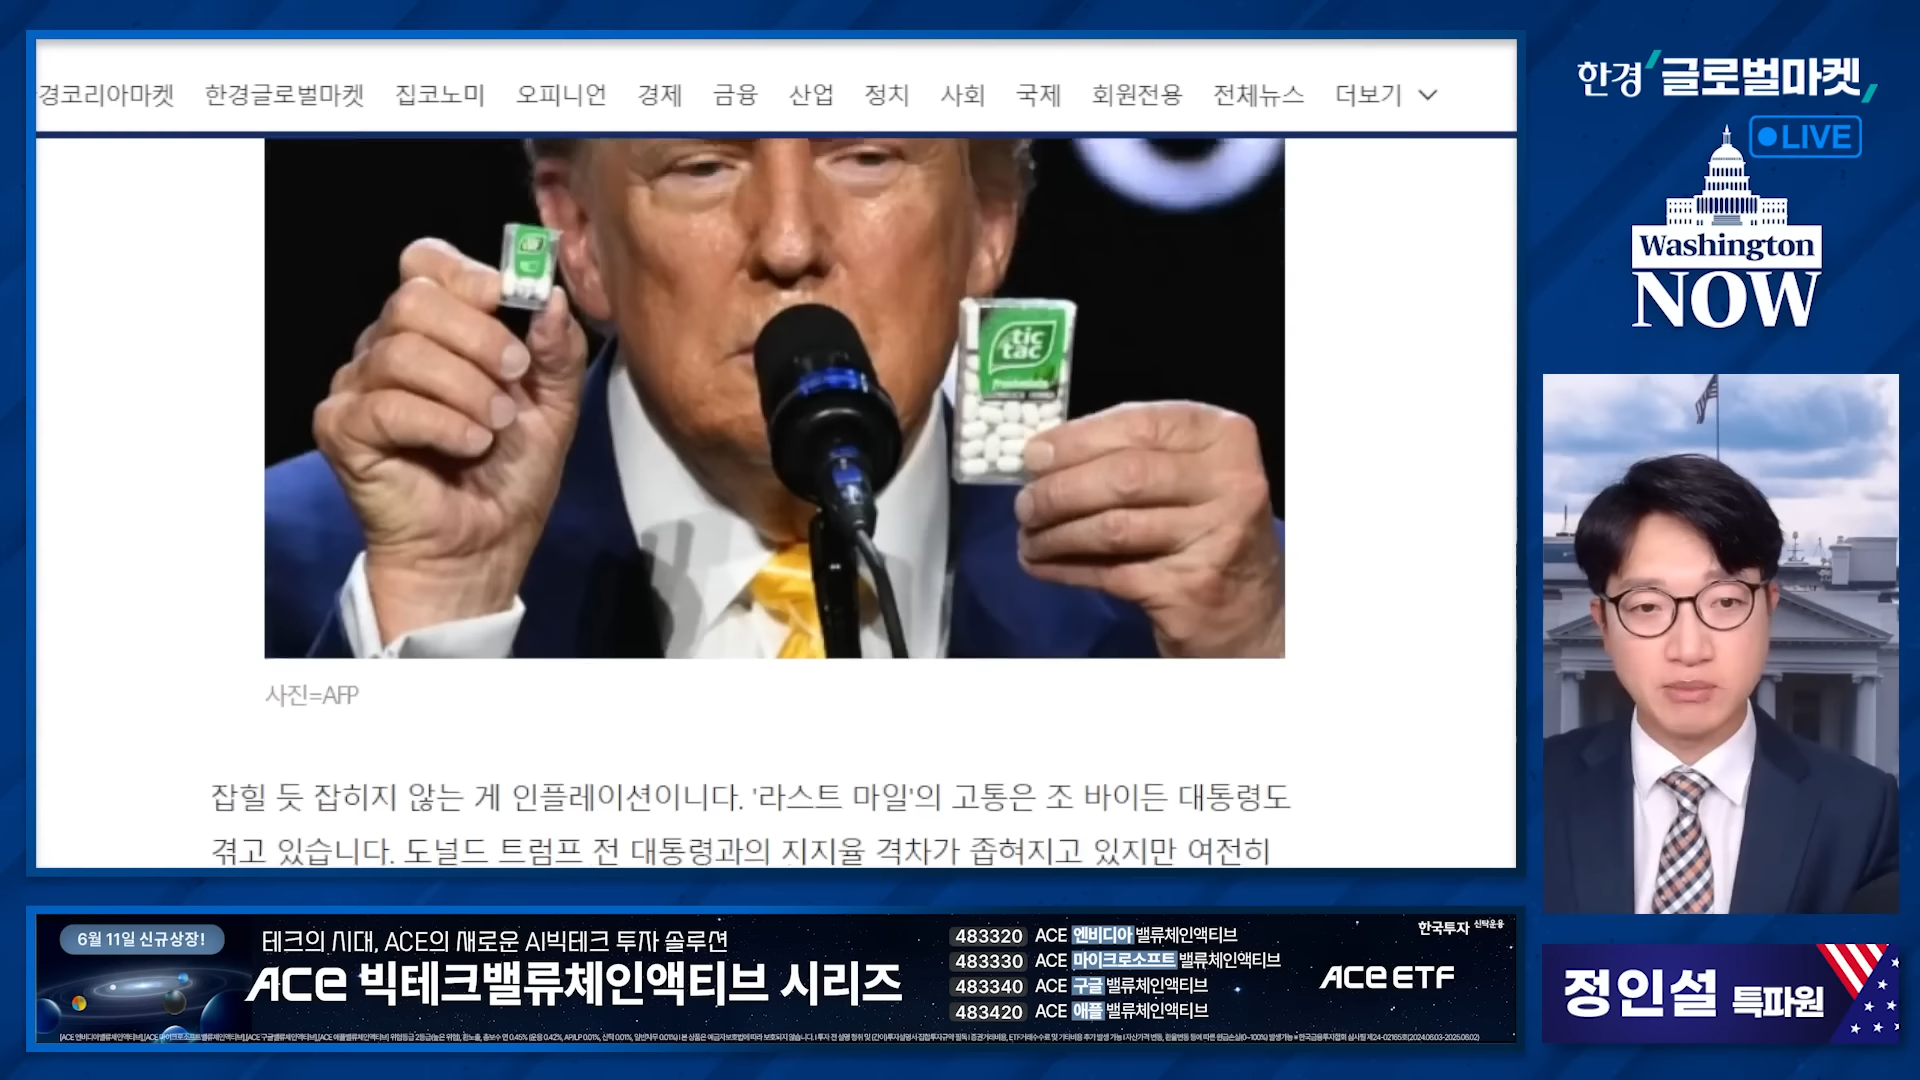 경코리아마켓 한경글로벌마켓 집코노미 오피니언 경제 금융 산업 정치 사회 국제 회원전용 전체뉴스 더보기
tic
tac
사진=AFP
잡힐 듯 잡히지 않는 게 인플레이션이니다. '라스트 마일'의 고통은 조 바이든 대통령도
겪고 있습니다. 도널드 트럼프 전 대통령과의 지지율 격차가 좁혀지고 있지만 여전히
한경 글로벌마켓
LIVE
Washington
NOW
정인설 특파원
6월 11일 신규상장!
테크의 시대, ACE의 새로운 AI빅테크 투자 솔루션
ACE 빅테크밸류체인액티브 시리즈
483320 ACE 엔비디아 밸류체인액티브
483330 ACE 마이크로소프트 밸류체인액티브
483340 ACE 구글 밸류체인액티브
483420 ACE 애플 밸류체인액티브
한국투자 신탁운용
ACE ETF